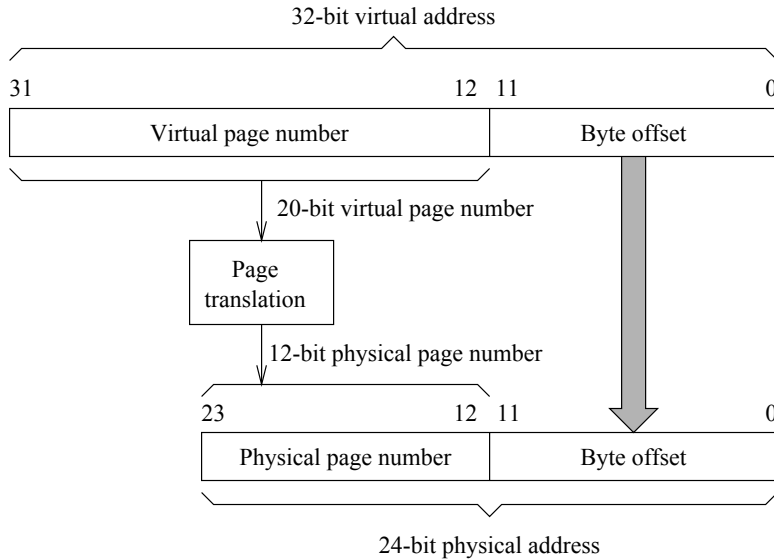 32-bit virtual address
31 12 11 0
Virtual page number Byte offset
20-bit virtual page number
Page
translation
12-bit physical page number
23 12 11 0
Physical page number Byte offset
24-bit physical address